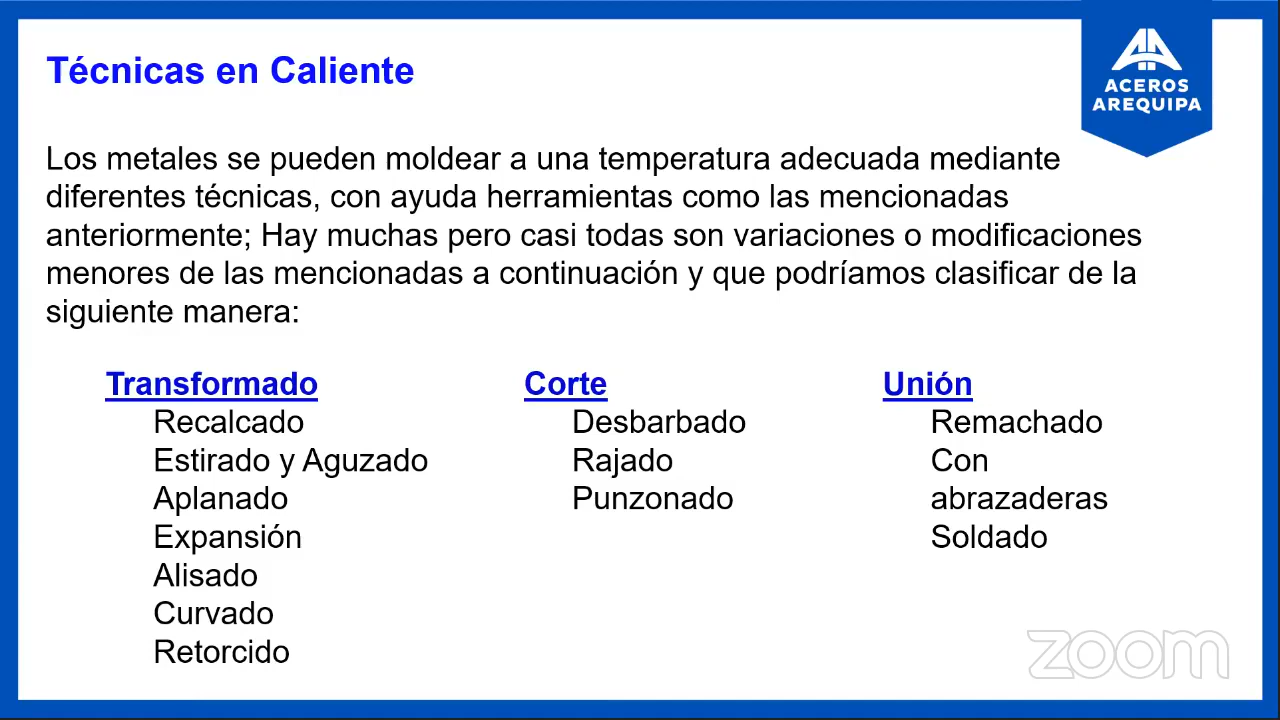 Técnicas en Caliente
ACEROS
AREQUIPA
Los metales se pueden moldear a una temperatura adecuada mediante
diferentes técnicas, con ayuda herramientas como las mencionadas
anteriormente; Hay muchas pero casi todas son variaciones o modificaciones
menores de las mencionadas a continuación y que podríamos clasificar de la
siguiente manera:
Transformado
Recalcado
Estirado y Aguzado
Aplanado
Expansión
Alisado
Curvado
Retorcido
Corte
Desbarbado
Rajado
Punzonado
Unión
Remachado
Con
abrazaderas
Soldado
zoom